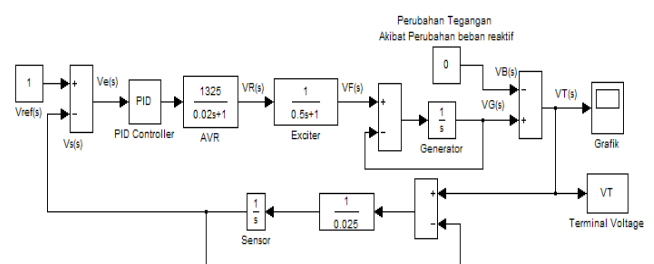 Perubahan Tegangan
Akibat Perubahan beban reaktif
1
Vref(s)
+
−
Ve(s)
Vs(s)
PID
PID Controller
1325
0.02s+1
AVR
VR(s)
1
0.5s+1
Exciter
VF(s)
+
−
1
s
Generator
0
VB(s)
VG(s)
−
+
VT(s)
Grafik
VT
Terminal Voltage
+
−
1
0.025
1
s
Sensor